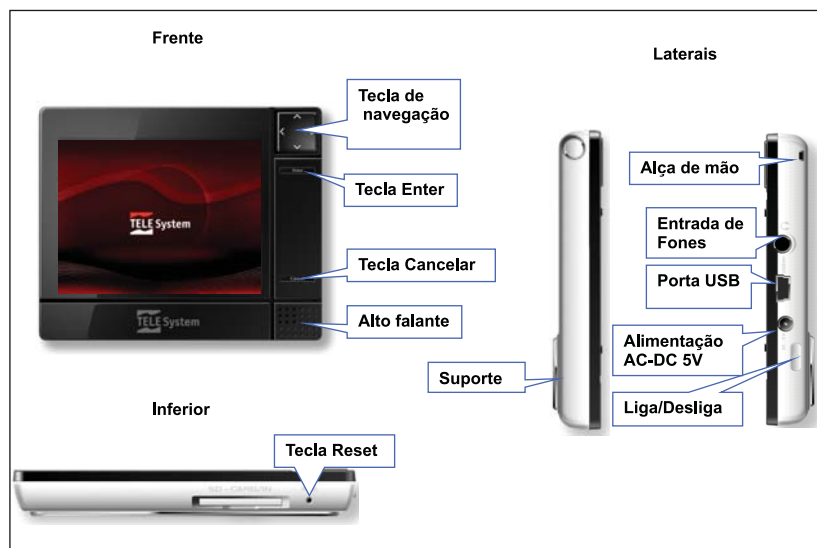 Frente
Laterais
Tecla de
navegação
Tecla Enter
Tecla Cancelar
Alto falante
TELE System
TELE System
Alça de mão
Entrada de
Fones
Porta USB
Alimentação
AC-DC 5V
Liga/Desliga
Suporte
Inferior
Tecla Reset